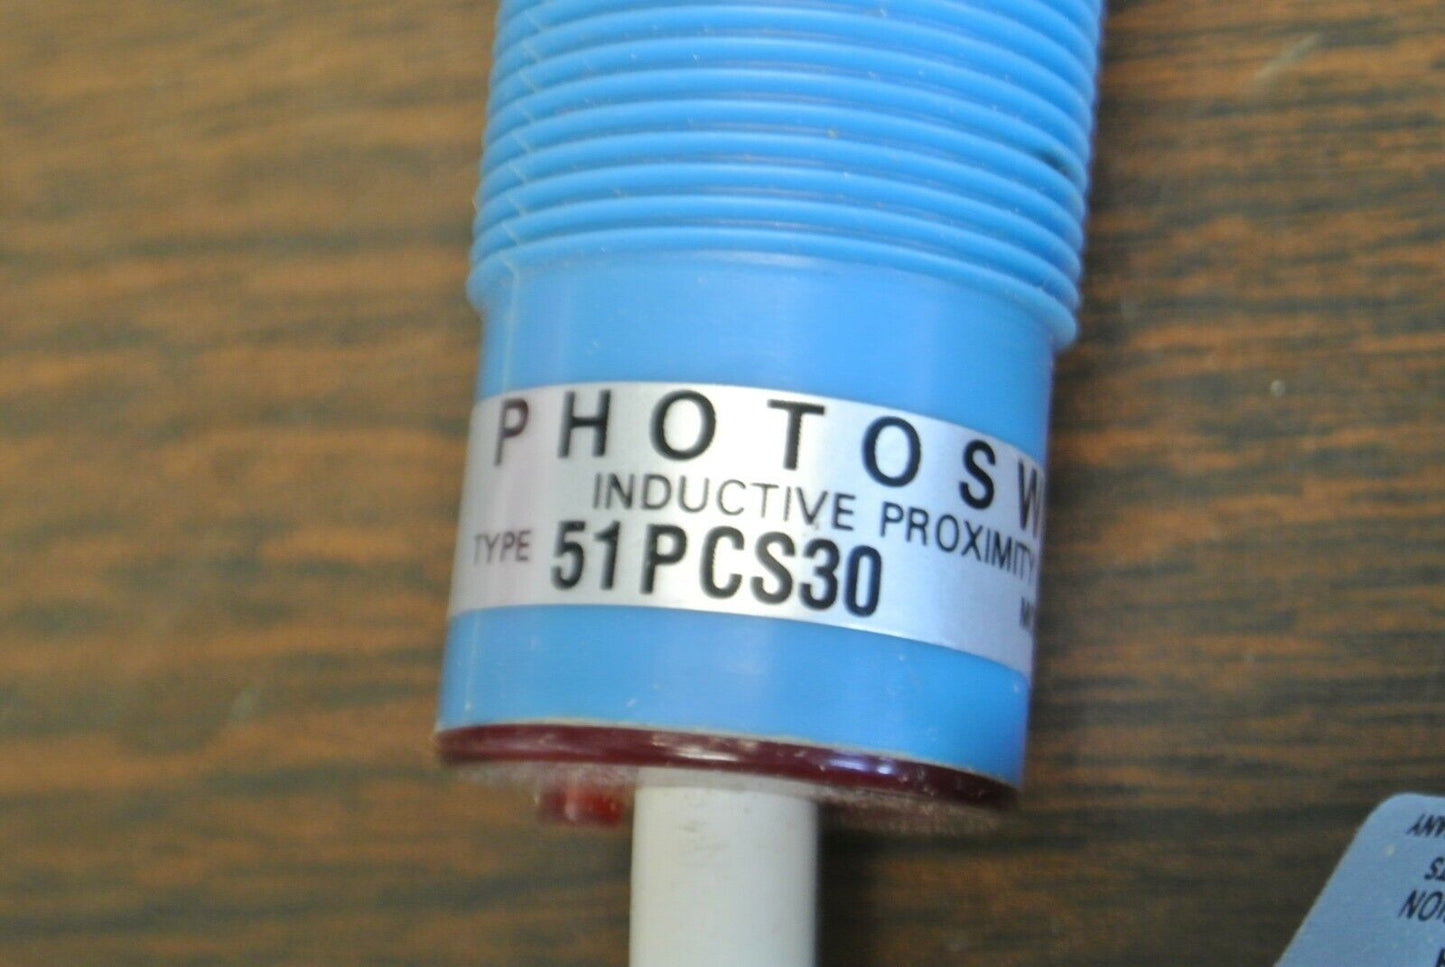 PHOTOSW
INDUCTIVE PROXIMITY
TYPE 51PCS30